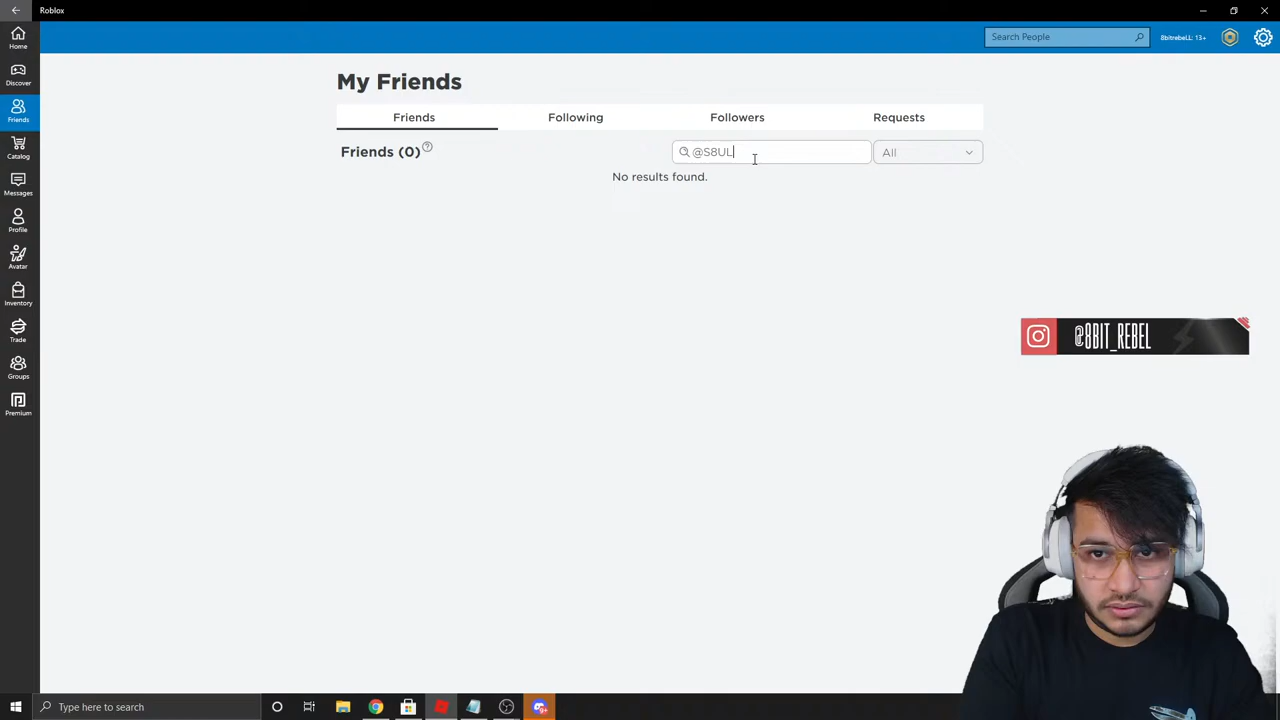 Roblox
Home
Discover
Friends
Catalog
Messages
Profile
Avatar
Inventory
Trade
Groups
Premium
Search People
8bitrebeLL: 13+
My Friends
Friends
Following
Followers
Requests
Friends (0)
@S8UL
All
No results found.
@8BIT_REBEL
Type here to search
9+